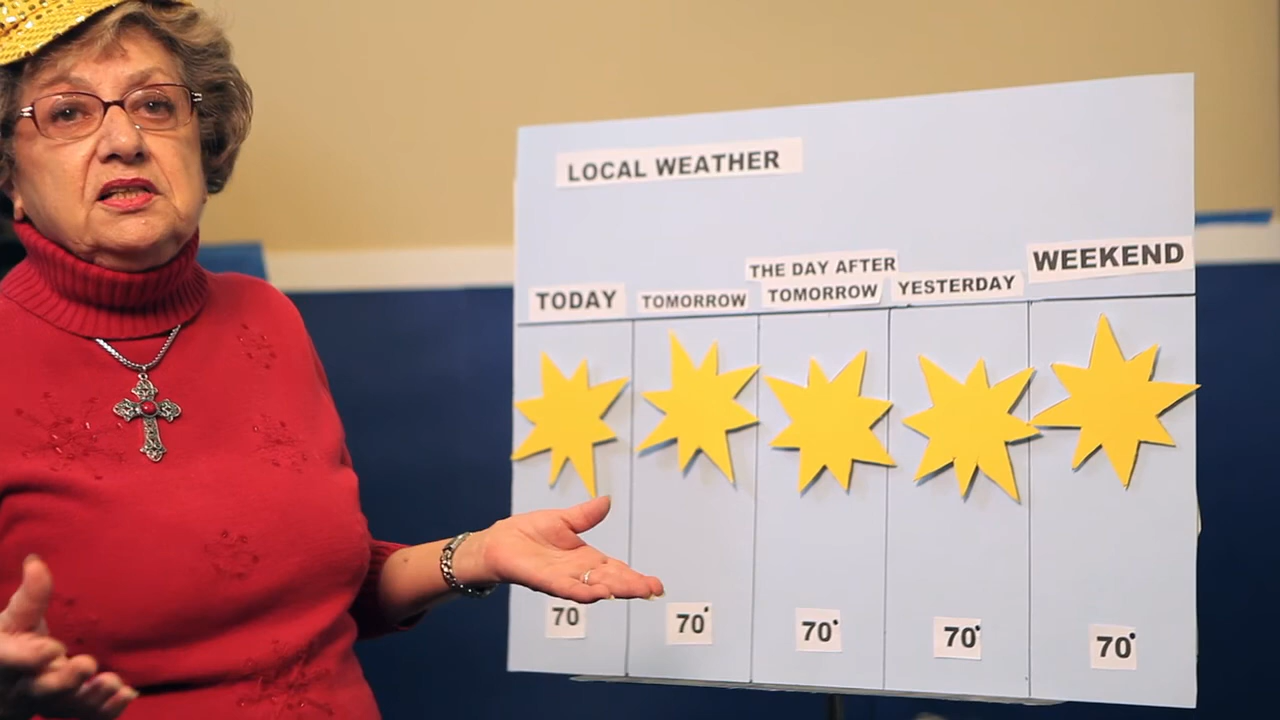 LOCAL WEATHER
TODAY
TOMORROW
THE DAY AFTER
TOMORROW
YESTERDAY
WEEKEND
70
70°
70°
70°
70°